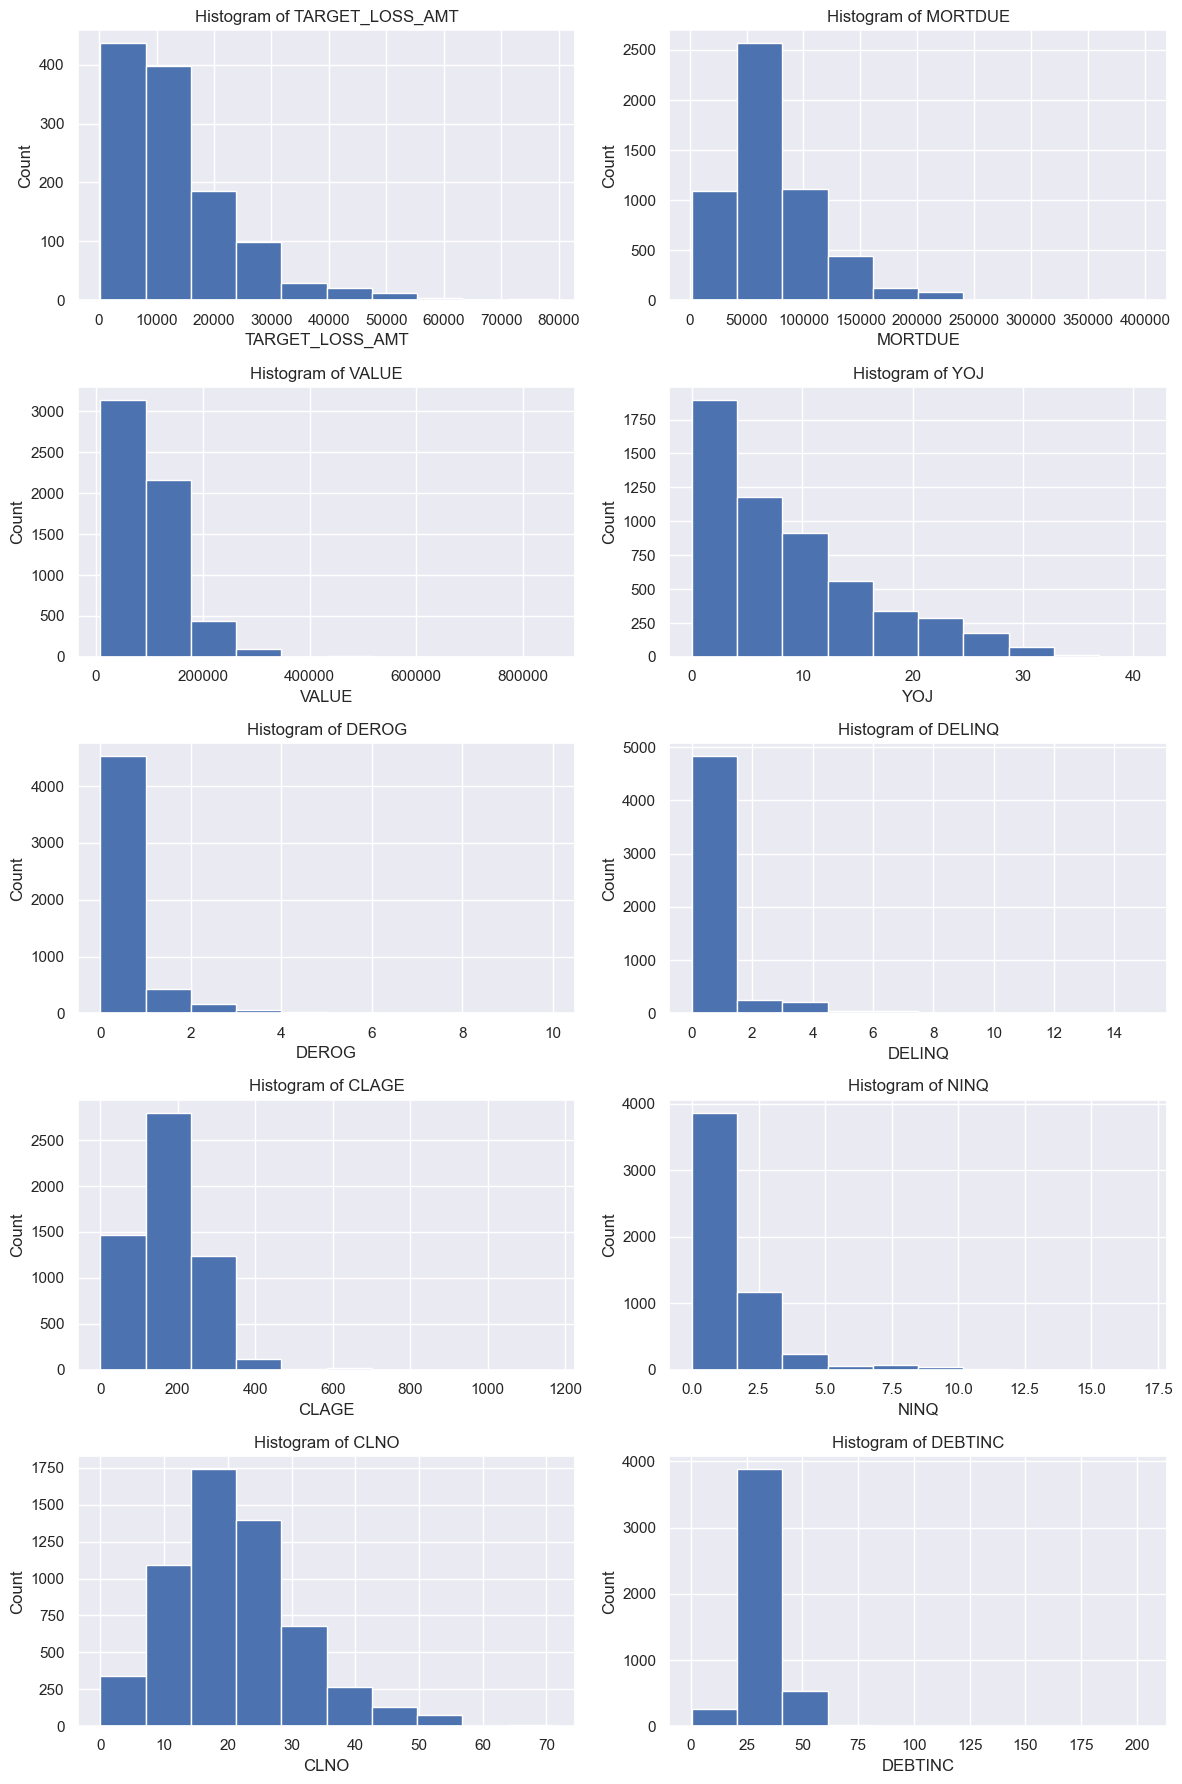 Histogram of TARGET_LOSS_AMT
400
300
200
100
0
Count
0 10000 20000 30000 40000 50000 60000 70000 80000
TARGET_LOSS_AMT
Histogram of MORTDUE
2500
2000
1500
1000
500
0
Count
0 50000 100000 150000 200000 250000 300000 350000 400000
MORTDUE
Histogram of VALUE
3000
2500
2000
1500
1000
500
0
Count
0 200000 400000 600000 800000
VALUE
Histogram of YOJ
1750
1500
1250
1000
750
500
250
0
Count
0 10 20 30 40
YOJ
Histogram of DEROG
4000
3000
2000
1000
0
Count
0 2 4 6 8 10
DEROG
Histogram of DELINQ
5000
4000
3000
2000
1000
0
Count
0 2 4 6 8 10 12 14
DELINQ
Histogram of CLAGE
2500
2000
1500
1000
500
0
Count
0 200 400 600 800 1000 1200
CLAGE
Histogram of NINQ
4000
3000
2000
1000
0
Count
0.0 2.5 5.0 7.5 10.0 12.5 15.0 17.5
NINQ
Histogram of CLNO
1750
1500
1250
1000
750
500
250
0
Count
0 10 20 30 40 50 60 70
CLNO
Histogram of DEBTINC
4000
3000
2000
1000
0
Count
0 25 50 75 100 125 150 175 200
DEBTINC